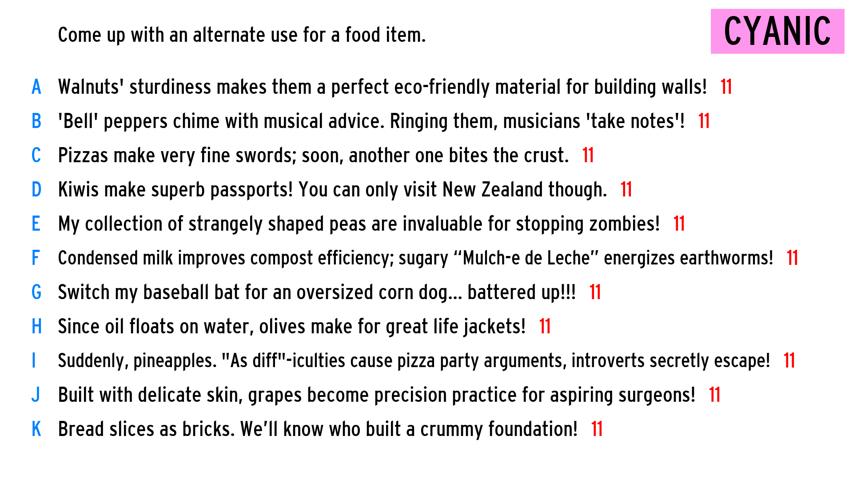 Come up with an alternate use for a food item.
CYANIC
A Walnuts' sturdiness makes them a perfect eco-friendly material for building walls! 11
B 'Bell' peppers chime with musical advice. Ringing them, musicians 'take notes'! 11
C Pizzas make very fine swords; soon, another one bites the crust. 11
D Kiwis make superb passports! You can only visit New Zealand though. 11
E My collection of strangely shaped peas are invaluable for stopping zombies! 11
F Condensed milk improves compost efficiency; sugary “Mulch-e de Leche” energizes earthworms! 11
G Switch my baseball bat for an oversized corn dog... battered up!!! 11
H Since oil floats on water, olives make for great life jackets! 11
I Suddenly, pineapples. "As diff"-iculties cause pizza party arguments, introverts secretly escape! 11
J Built with delicate skin, grapes become precision practice for aspiring surgeons! 11
K Bread slices as bricks. We’ll know who built a crummy foundation! 11